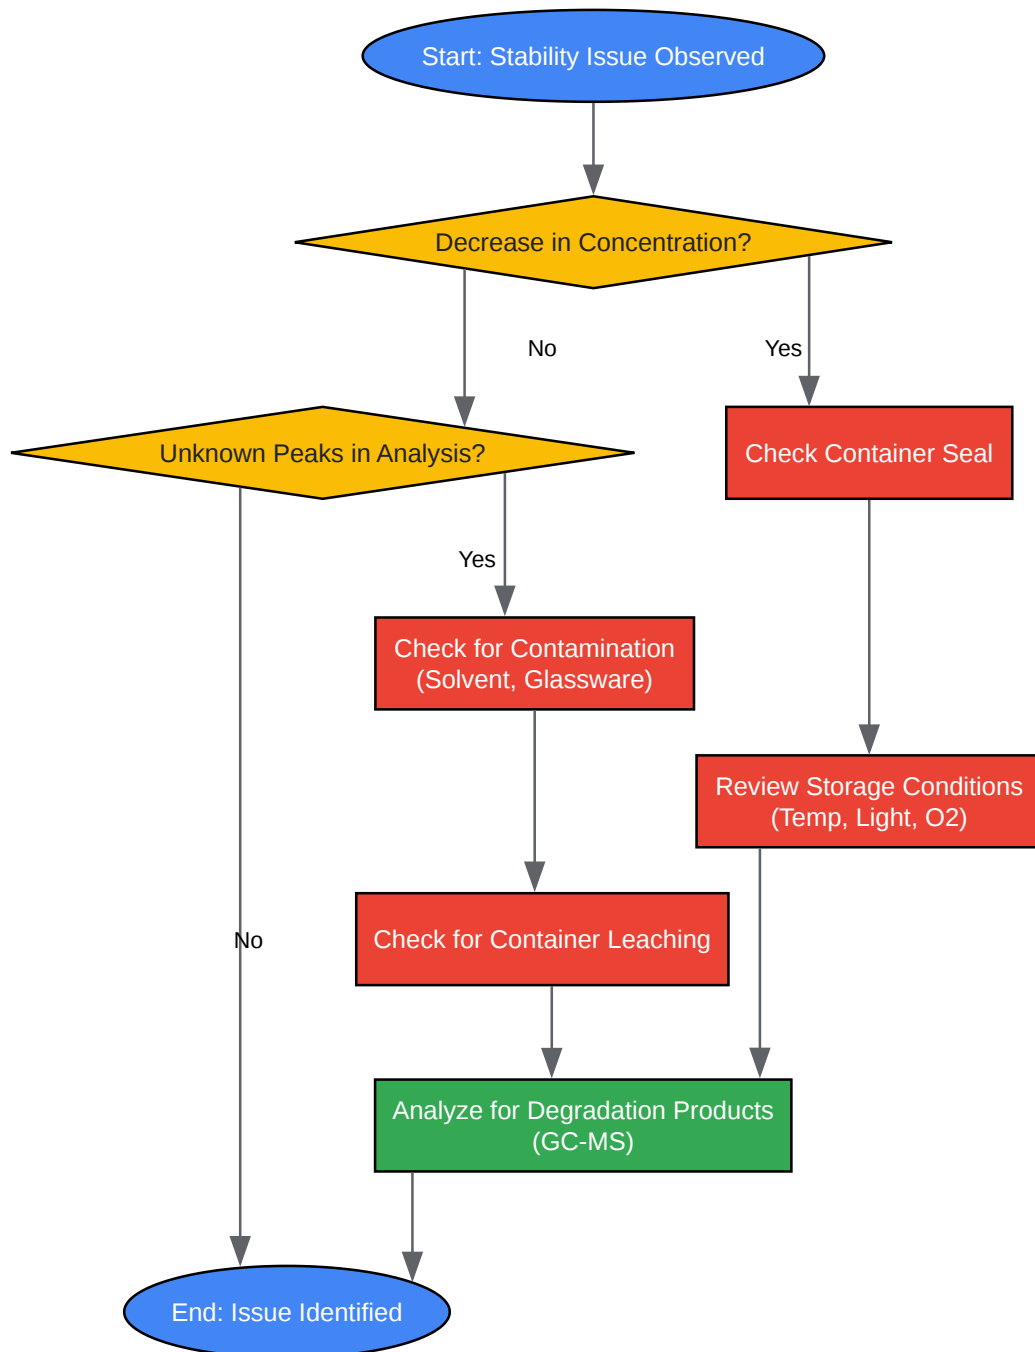 Start: Stability Issue Observed
Decrease in Concentration?
No
Yes
Unknown Peaks in Analysis?
Check Container Seal
Yes
Check for Contamination
(Solvent, Glassware)
Review Storage Conditions
(Temp, Light, O2)
No
Check for Container Leaching
Analyze for Degradation Products
(GC-MS)
End: Issue Identified